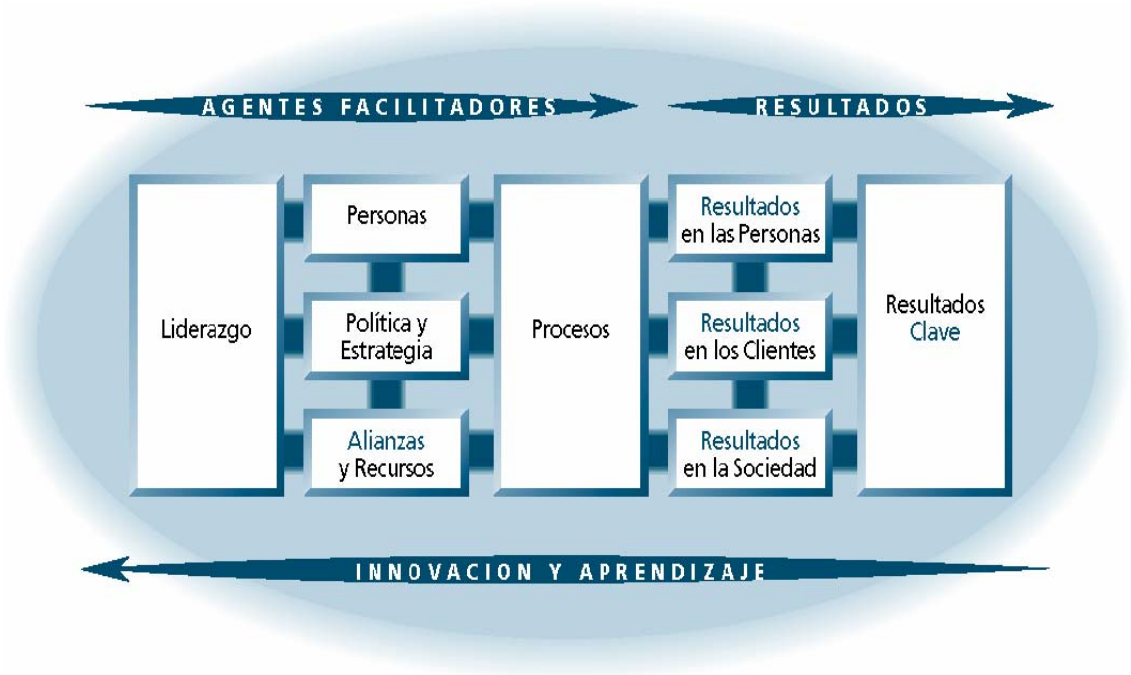 AGENTES FACILITADORES
RESULTADOS
Liderazgo
Personas
Política y
Estrategia
Alianzas
y Recursos
Procesos
Resultados
en las Personas
Resultados
en los Clientes
Resultados
en la Sociedad
Resultados
Clave
INNOVACION Y APRENDIZAJE